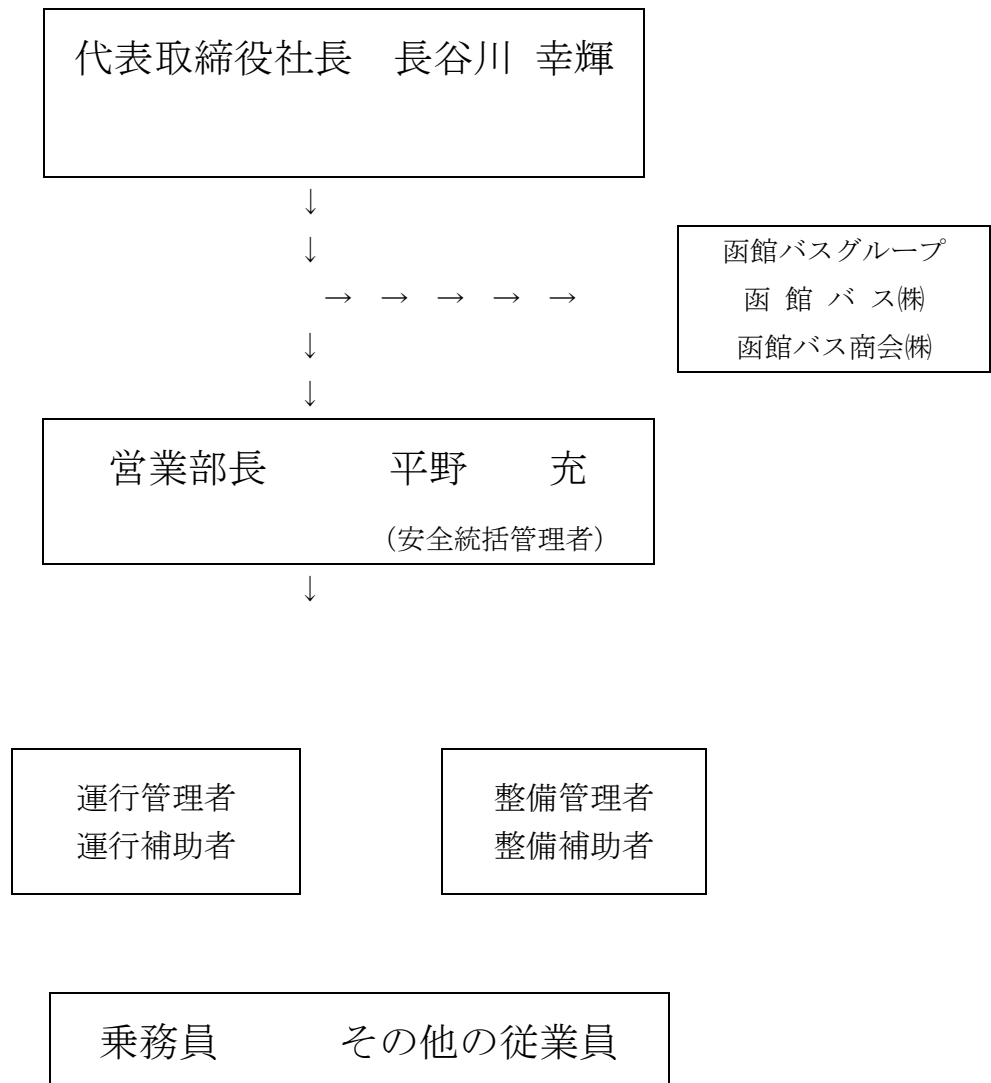 代表取締役社長　長谷川 幸輝
↓
↓
→ → → → →
函館バスグループ
函 館 バ ス㈱
函館バス商会㈱
↓
↓
営業部長　平野　充
（安全統括管理者）
↓
運行管理者
運行補助者
整備管理者
整備補助者
乗務員　その他の従業員